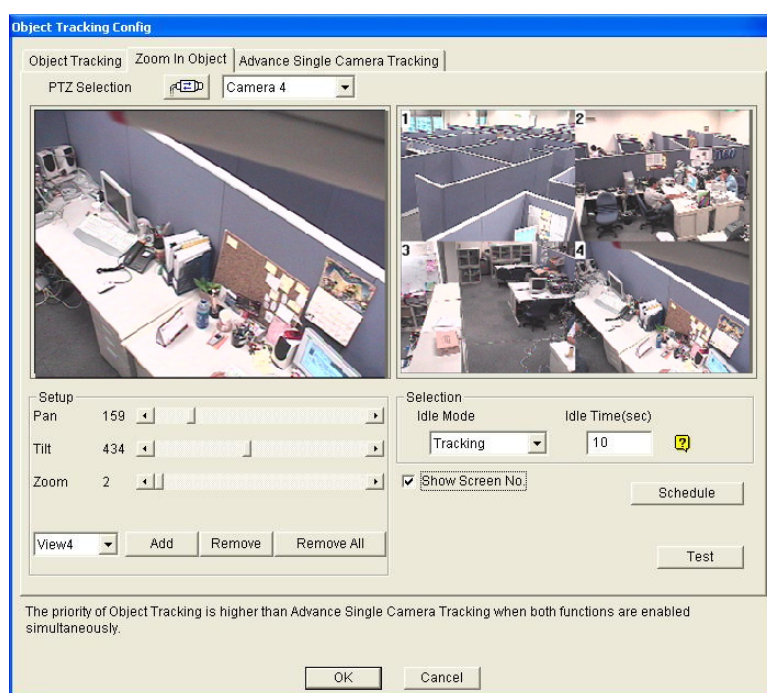 Object Tracking Config
Object Tracking Zoom In Object Advance Single Camera Tracking
PTZ Selection Camera 4
1
2
3
4
Setup
Pan 159
Tilt 434
Zoom 2
View4 Add Remove Remove All
Selection
Idle Mode Idle Time(sec)
Tracking 10 ?
Show Screen No.
Schedule
Test
The priority of Object Tracking is higher than Advance Single Camera Tracking when both functions are enabled
simultaneously.
OK Cancel